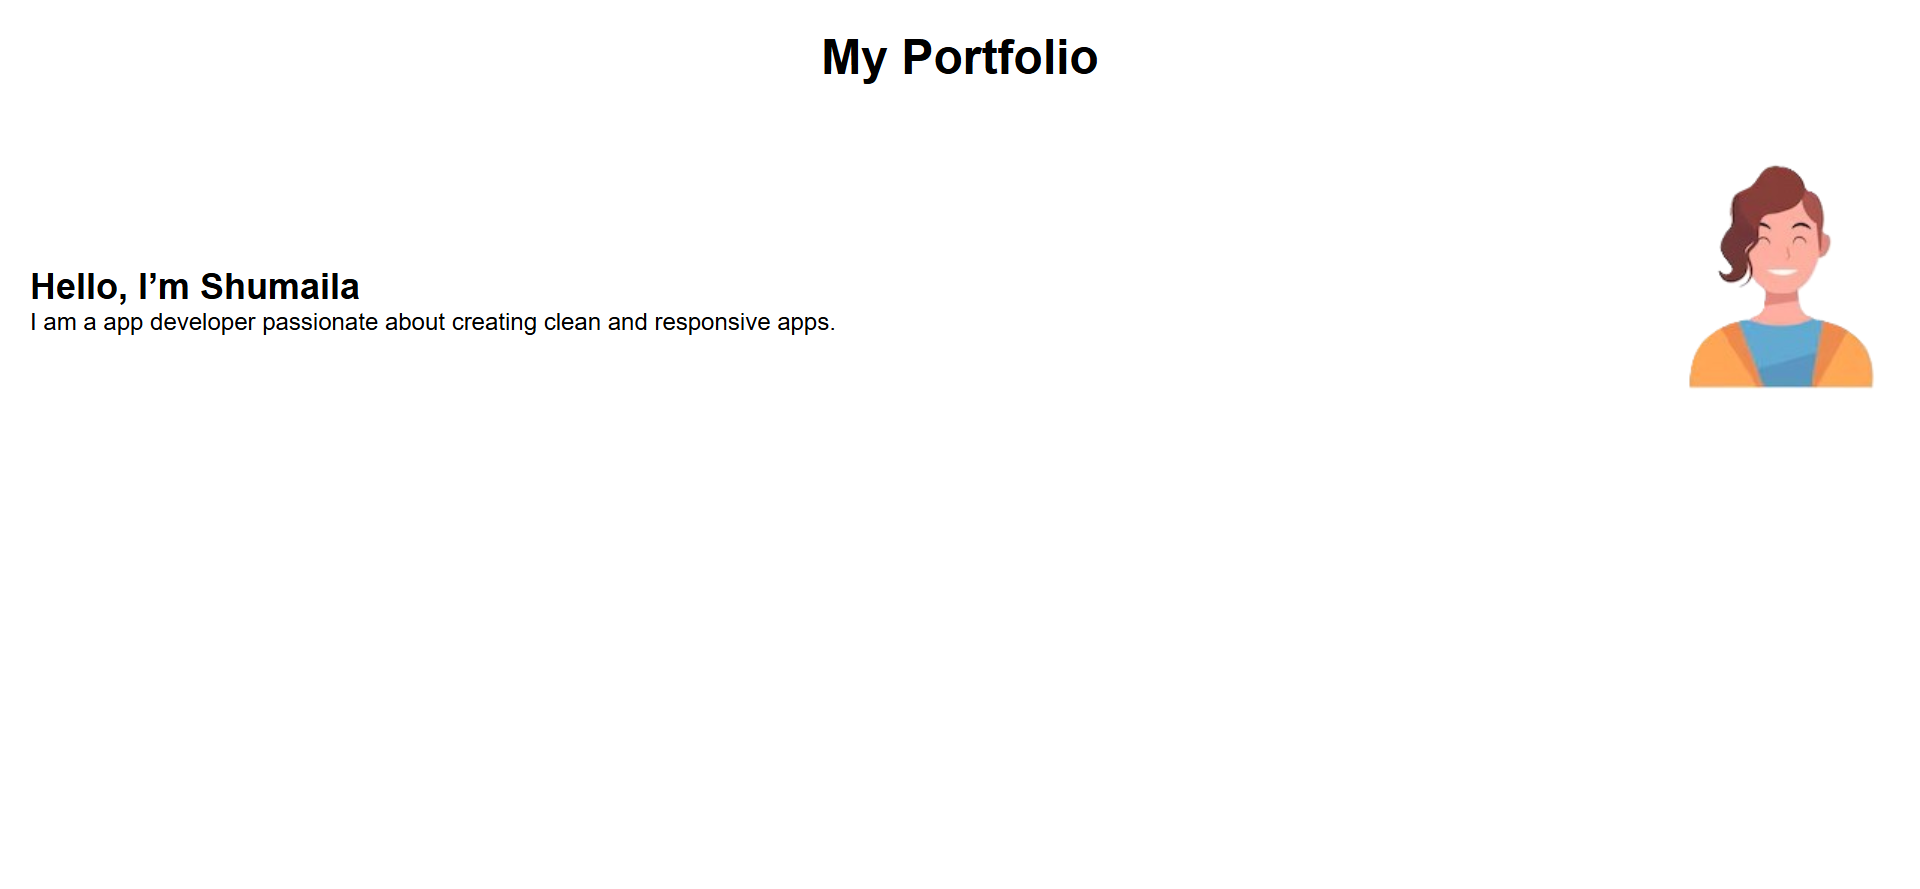 My Portfolio
Hello, I’m Shumaila
I am a app developer passionate about creating clean and responsive apps.